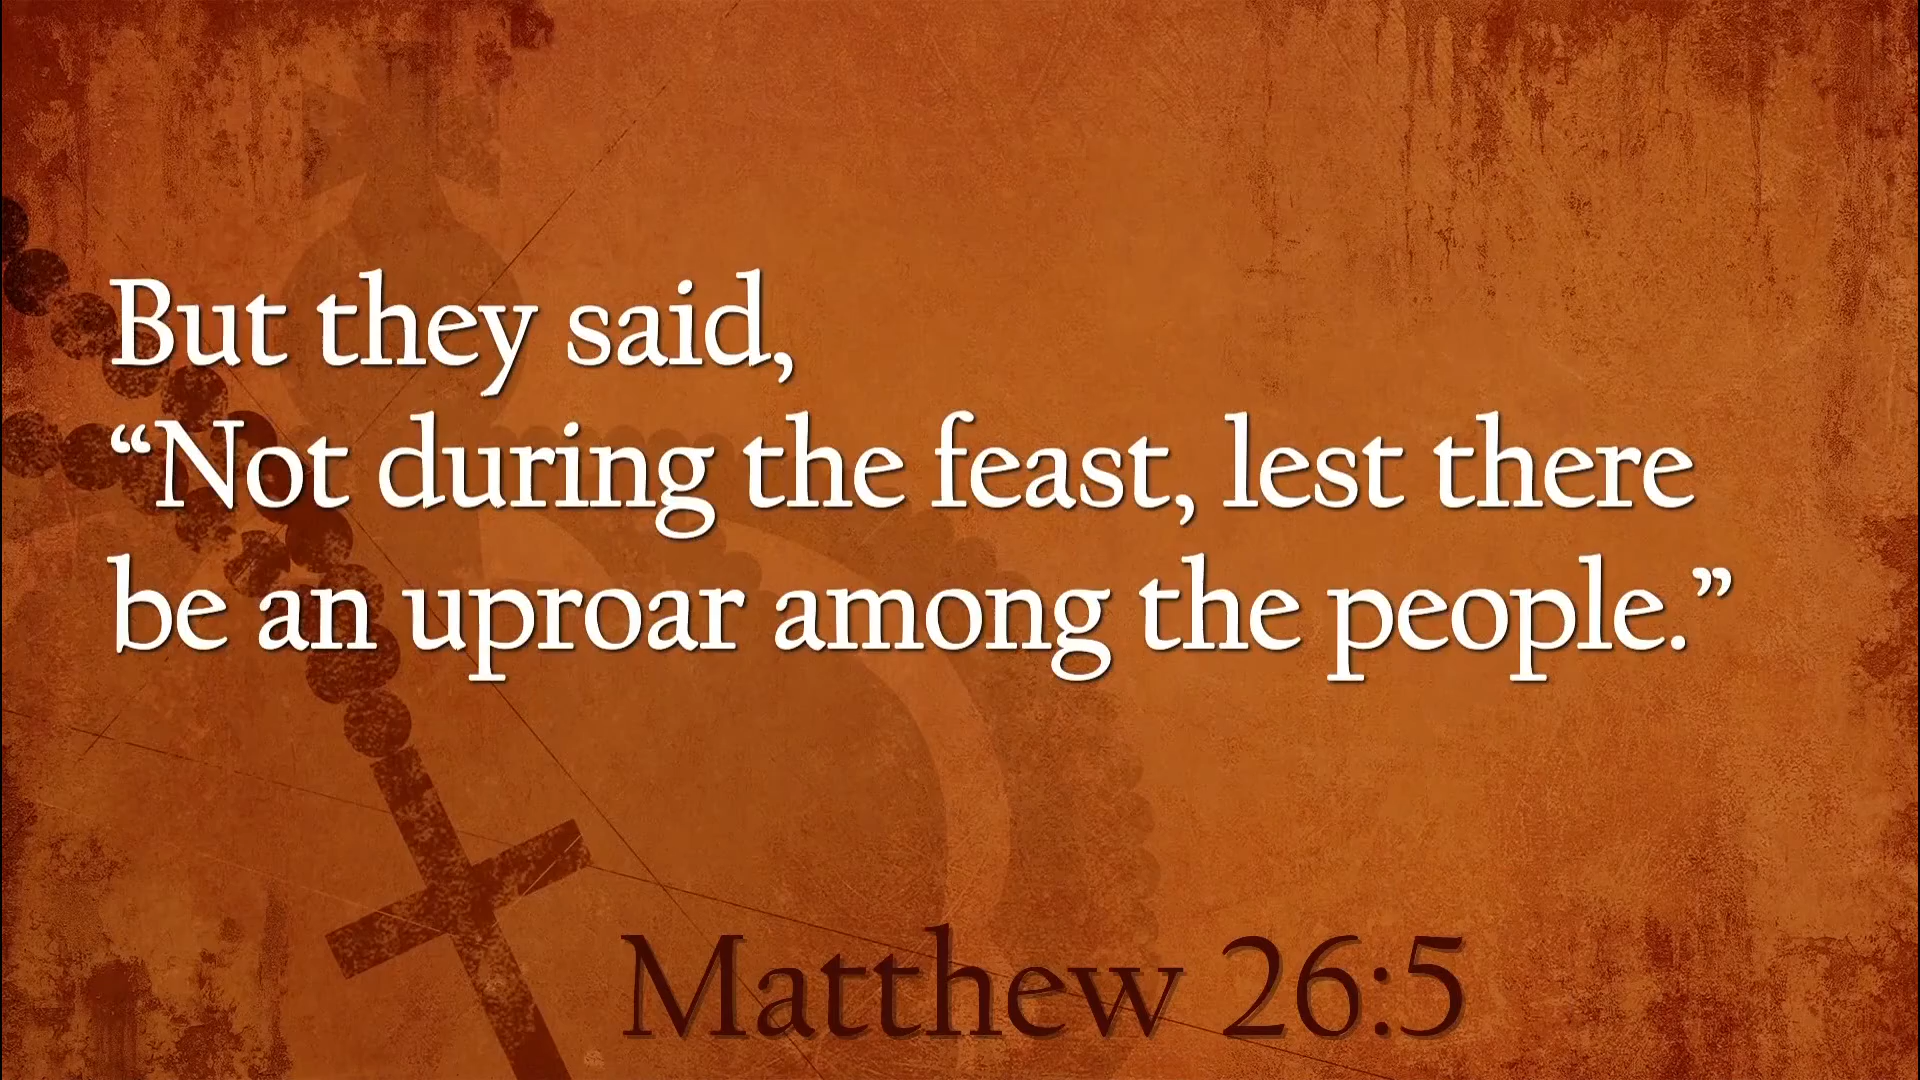 But they said,
“Not during the feast, lest there
be an uproar among the people.”
Matthew 26:5